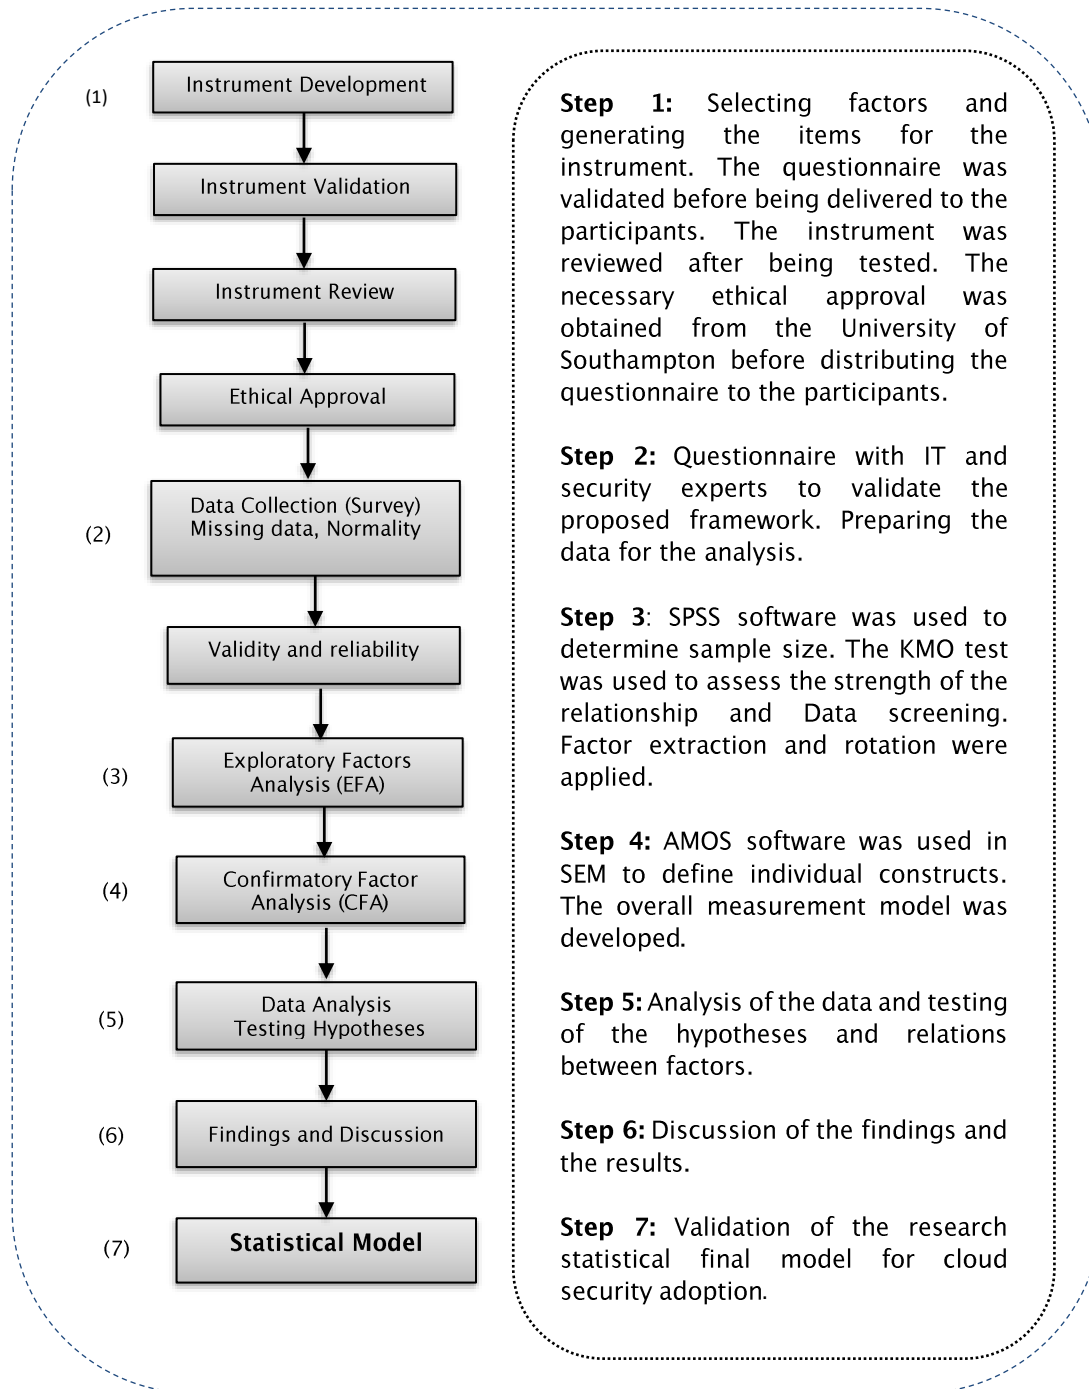 (1)
Instrument Development
Instrument Validation
Instrument Review
Ethical Approval
(2)
Data Collection (Survey)
Missing data, Normality
Validity and reliability
(3)
Exploratory Factors
Analysis (EFA)
(4)
Confirmatory Factor
Analysis (CFA)
(5)
Data Analysis
Testing Hypotheses
(6)
Findings and Discussion
(7)
Statistical Model
Step 1: Selecting factors and
generating the items for the
instrument. The questionnaire was
validated before being delivered to the
participants. The instrument was
reviewed after being tested. The
necessary ethical approval was
obtained from the University of
Southampton before distributing the
questionnaire to the participants.
Step 2: Questionnaire with IT and
security experts to validate the
proposed framework. Preparing the
data for the analysis.
Step 3: SPSS software was used to
determine sample size. The KMO test
was used to assess the strength of the
relationship and Data screening.
Factor extraction and rotation were
applied.
Step 4: AMOS software was used in
SEM to define individual constructs.
The overall measurement model was
developed.
Step 5: Analysis of the data and testing
of the hypotheses and relations
between factors.
Step 6: Discussion of the findings and
the results.
Step 7: Validation of the research
statistical final model for cloud
security adoption.